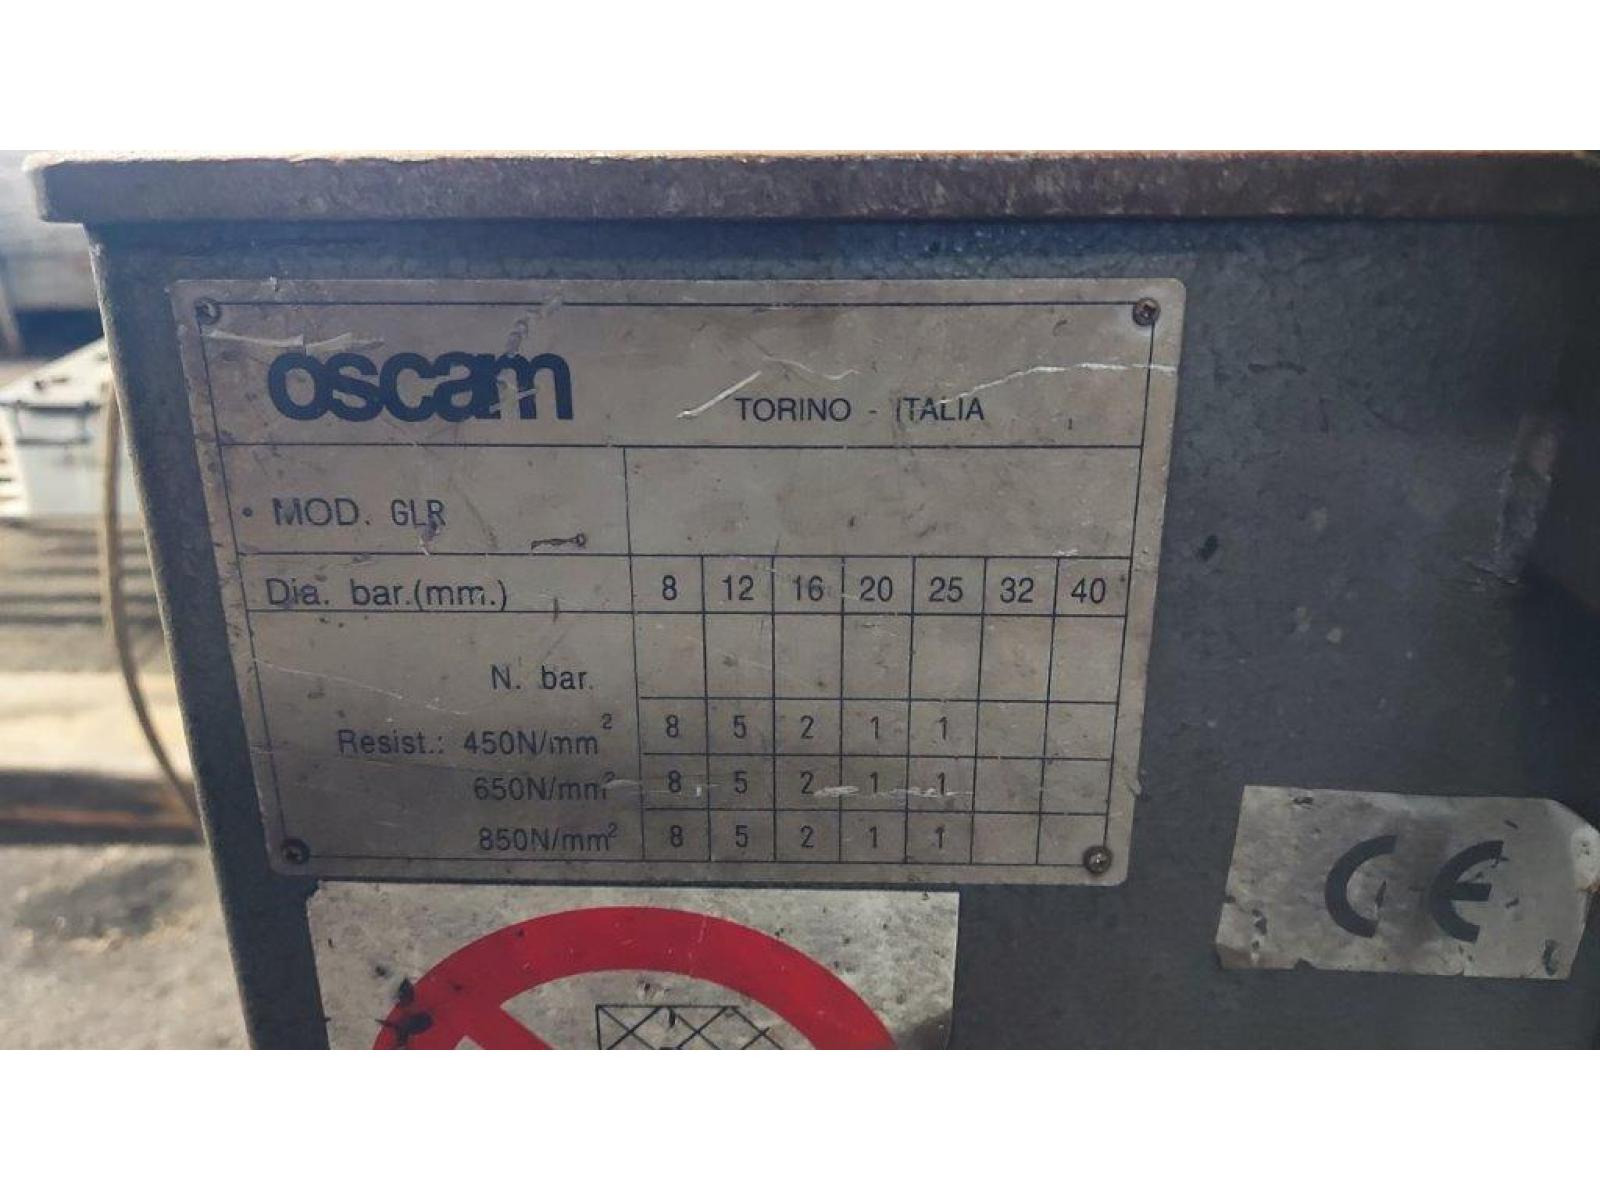 oscam TORINO - ITALIA
• MOD. GLR
Dia. bar.(mm.) 8 12 16 20 25 32 40
N. bar.
Resist.: 450N/mm² 8 5 2 1 1
650N/mm² 8 5 2 1 1
850N/mm² 8 5 2 1 1
CE